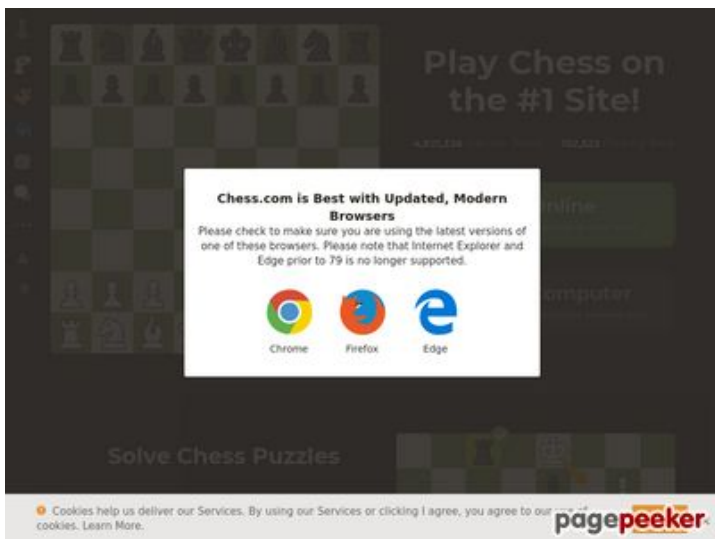 Play Chess on
the #1 Site!
Chess.com is Best with Updated, Modern
Browsers
Please check to make sure you are using the latest versions of
one of these browsers. Please note that Internet Explorer and
Edge prior to 79 is no longer supported.
Chrome
Firefox
Edge
Solve Chess Puzzles
Cookies help us deliver our Services. By using our Services or clicking I agree, you agree to our use of
cookies. Learn More.
pagepeeker